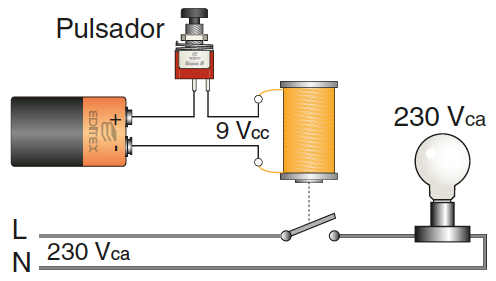 Pulsador
230 Vca
9 Vcc
+
EDITEX
-
L
230 Vca
N